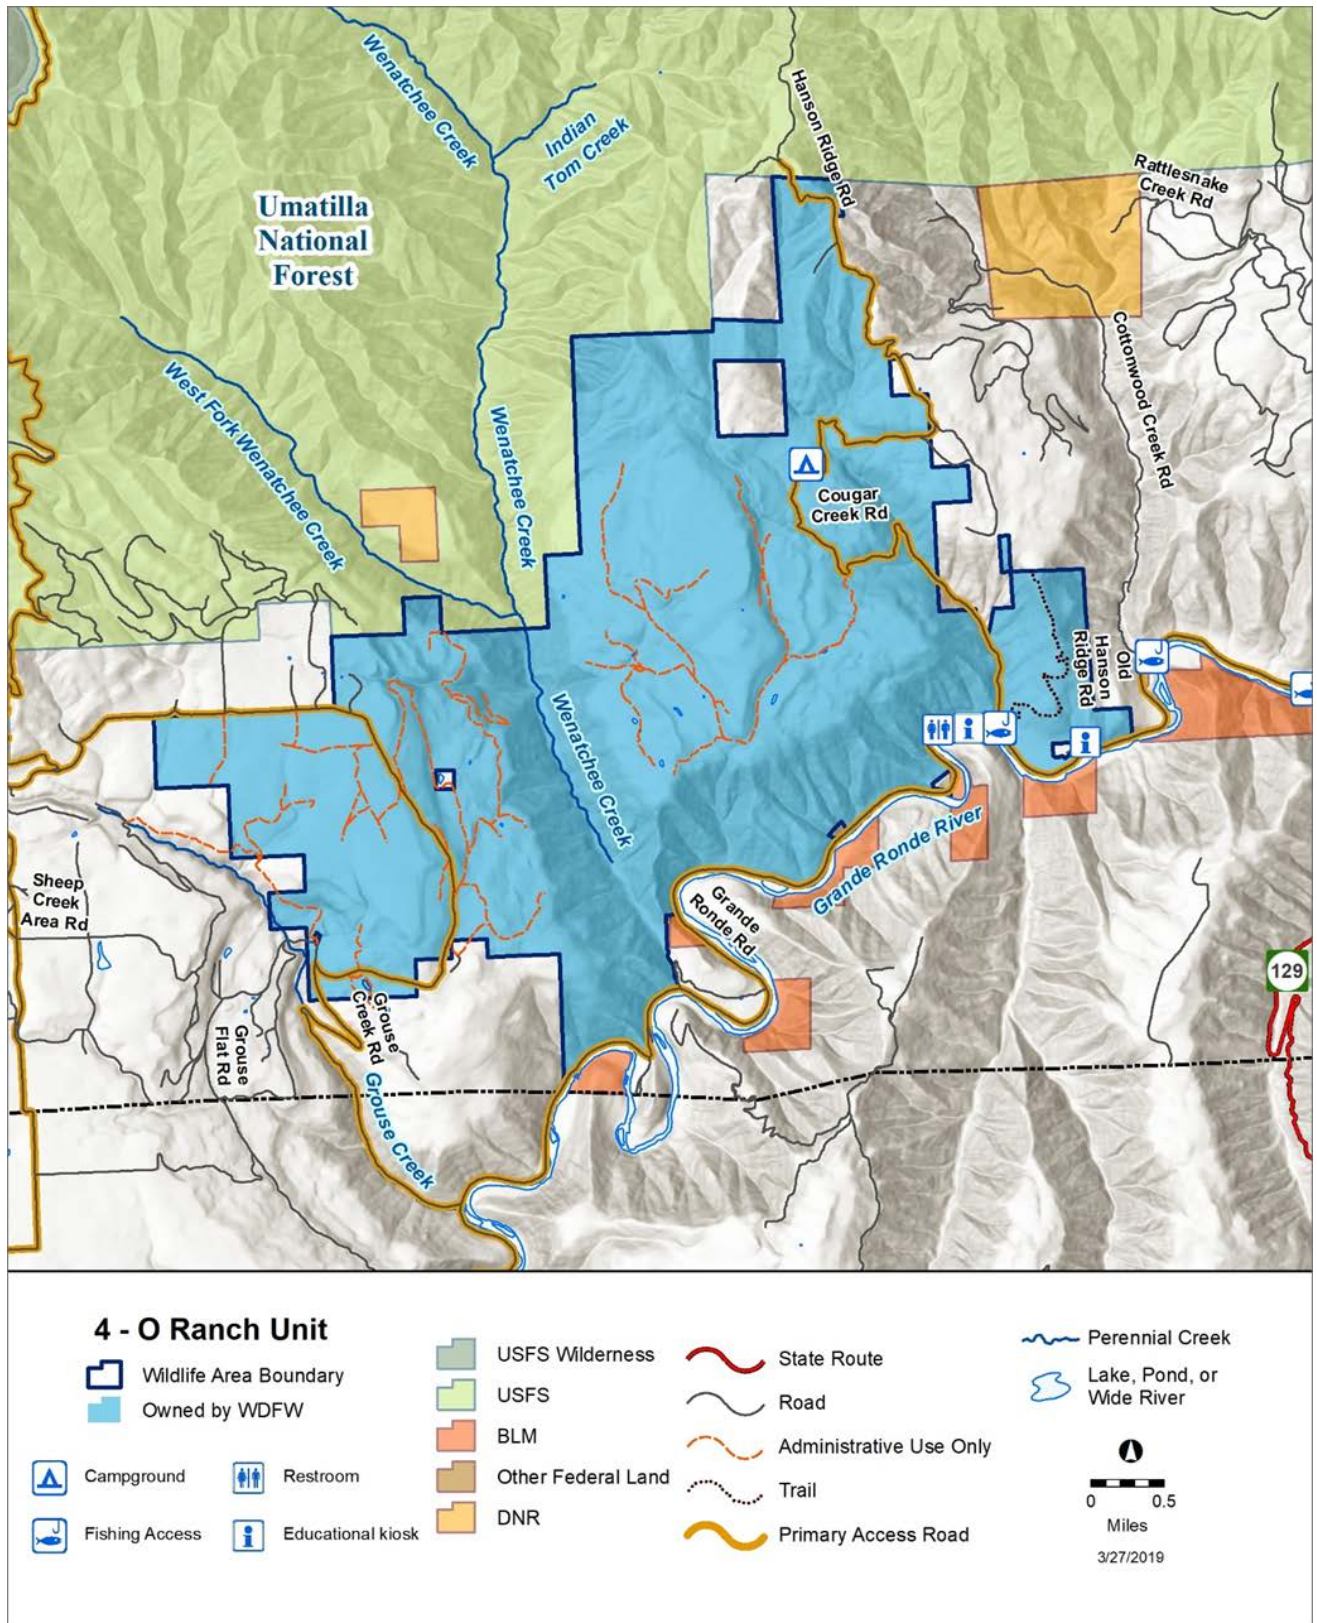 Wenatchee Creek
Indian
Tom Creek
Hanson Ridge Rd
Rattlesnake
Creek Rd
Umatilla
National
Forest
West Fork Wenatchee Creek
Wenatchee Creek
Cottonwood Creek Rd
Cougar
Creek Rd
Old
Hanson
Ridge Rd
Wenatchee Creek
Grande Ronde River
Sheep
Creek
Area Rd
Grande
Ronde Rd
129
Grouse
Creek Rd
Grouse
Flat Rd
Grouse Creek
4 - O Ranch Unit
Wildlife Area Boundary
Owned by WDFW
Campground
Restroom
Fishing Access
Educational kiosk
USFS Wilderness
USFS
BLM
Other Federal Land
DNR
State Route
Road
Administrative Use Only
Trail
Primary Access Road
Perennial Creek
Lake, Pond, or
Wide River
0 0.5
Miles
3/27/2019